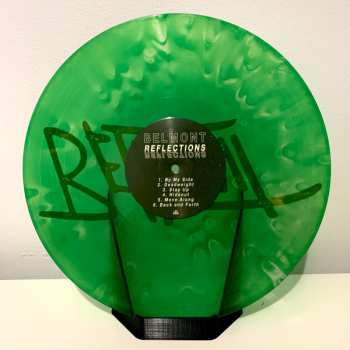 BELMONT
REFLECTIONS
REFLECTIONS
1. By My Side
2. Deadweight
3. Step Up
4. Hideout
5. Move Along
6. Back and Forth